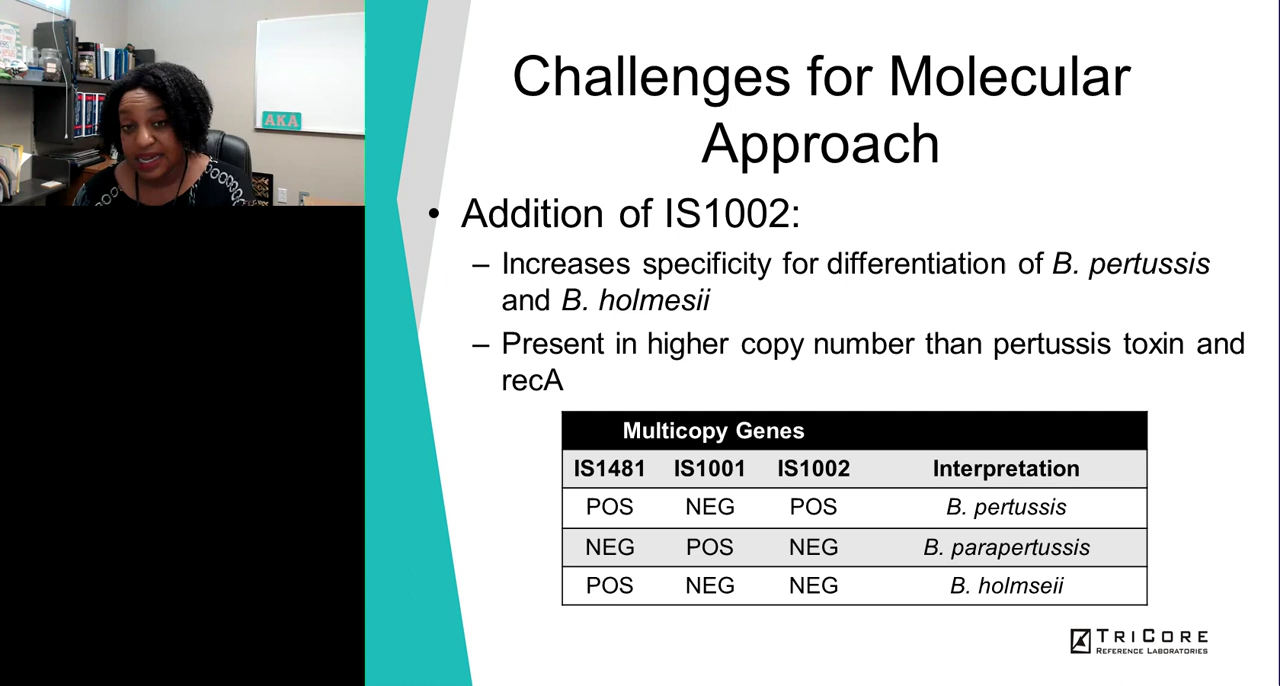 AKA
Challenges for Molecular
Approach
• Addition of IS1002:
– Increases specificity for differentiation of B. pertussis
and B. holmesii
– Present in higher copy number than pertussis toxin and
recA
Multicopy Genes
IS1481 IS1001 IS1002 Interpretation
POS NEG POS B. pertussis
NEG POS NEG B. parapertussis
POS NEG NEG B. holmseii
TRICORE
REFERENCE LABORATORIES